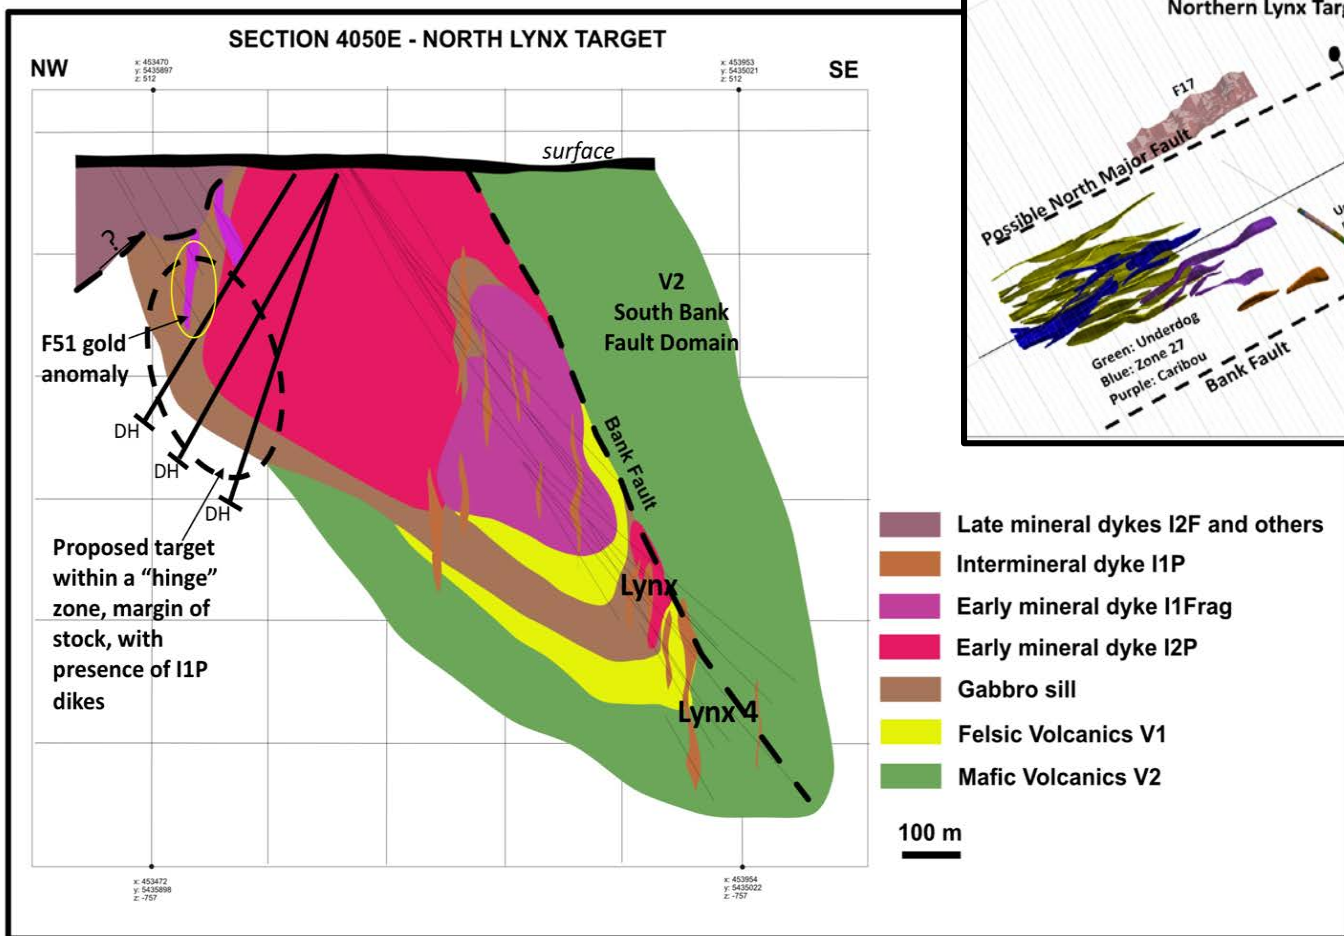 SECTION 4050E - NORTH LYNX TARGET
NW
x: 453470
y: 5435897
z: 512
x: 453953
y: 5435021
z: 512
SE
surface
?
V2
South Bank
Fault Domain
F51 gold
anomaly
Bank Fault
DH
DH
DH
Proposed target
within a “hinge”
zone, margin of
stock, with
presence of I1P
dikes
Lynx
Lynx 4
x: 453472
y: 5435898
z: -757
x: 453954
y: 5435022
z: -757
Northern Lynx Targ
F17
Possible North Major Fault
Green: Underdog
Blue: Zone 27
Purple: Caribou
Bank Fault
Late mineral dykes I2F and others
Intermineral dyke I1P
Early mineral dyke I1Frag
Early mineral dyke I2P
Gabbro sill
Felsic Volcanics V1
Mafic Volcanics V2
100 m